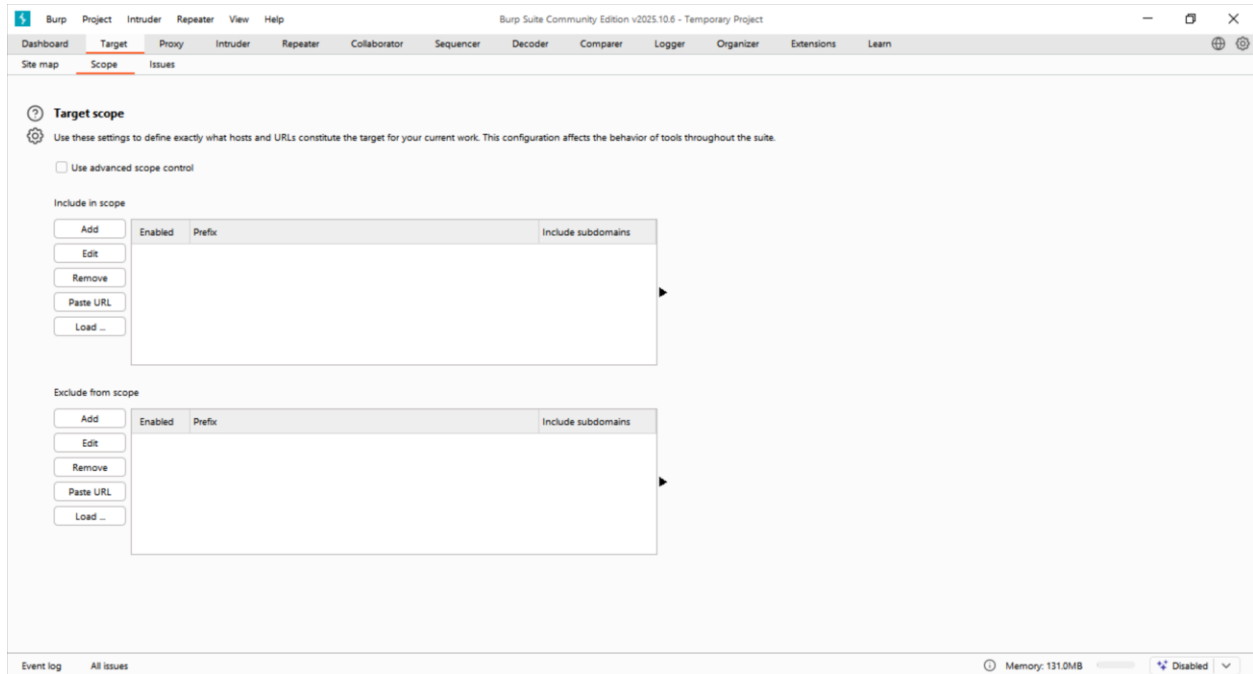 Burp Project Intruder Repeater View Help Burp Suite Community Edition v2025.10.6 - Temporary Project
Dashboard Target Proxy Intruder Repeater Collaborator Sequencer Decoder Comparer Logger Organizer Extensions Learn
Site map Scope Issues
Target scope
Use these settings to define exactly what hosts and URLs constitute the target for your current work. This configuration affects the behavior of tools throughout the suite.
Use advanced scope control
Include in scope
Add
Edit
Remove
Paste URL
Load ...
Enabled Prefix Include subdomains
Exclude from scope
Add
Edit
Remove
Paste URL
Load ...
Enabled Prefix Include subdomains
Event log All issues Memory: 131.0MB Disabled